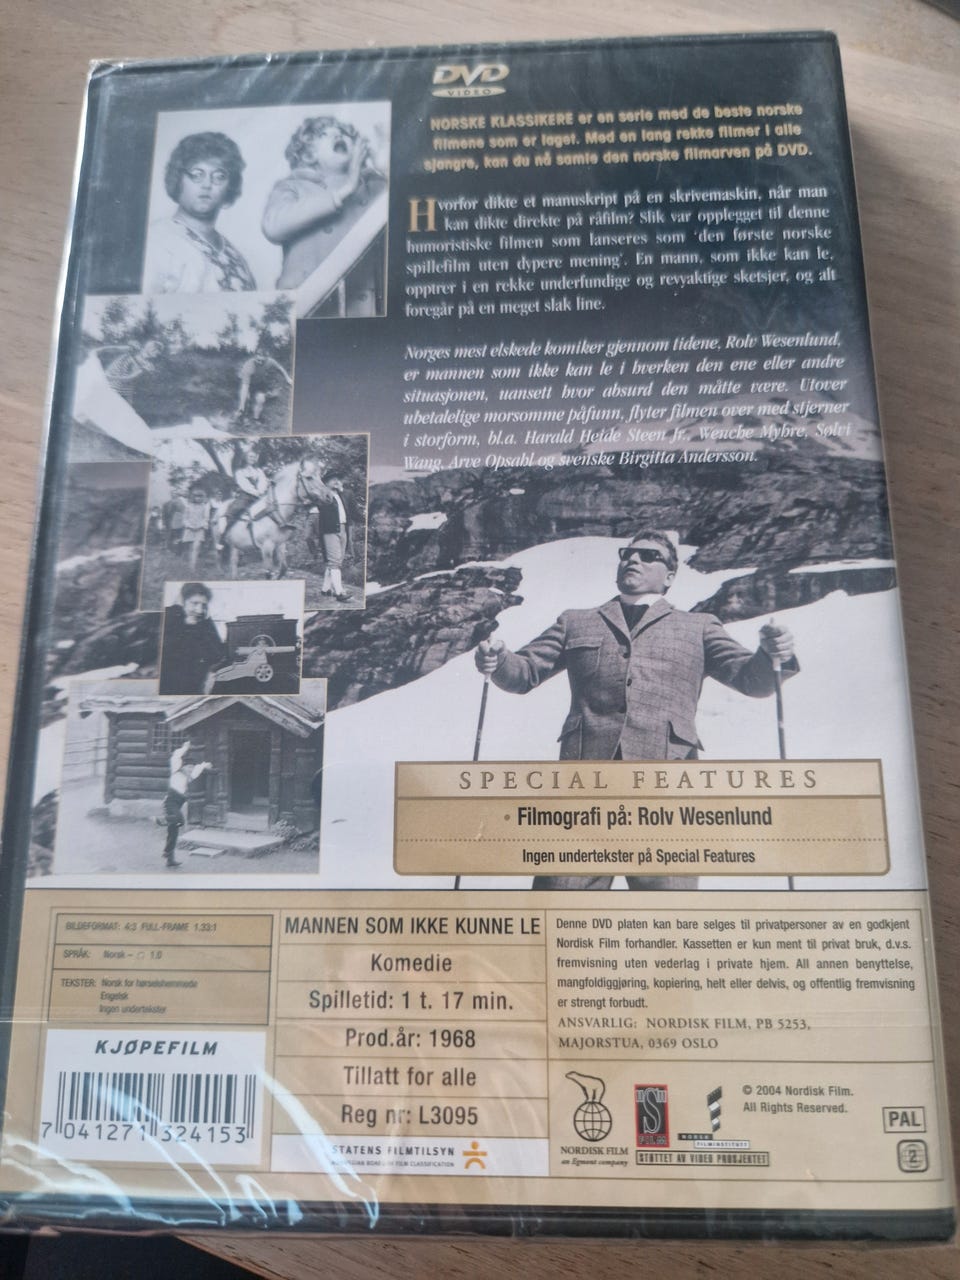 DVD
VIDEO
NORSKE KLASSIKERE er en serie med de beste norske
filmene som er laget. Med en lang rekke filmer i alle
sjangre, kan du nå samle den norske filmarven på DVD.
Hvorfor dikte et manuskript på en skrivemaskin, når man
kan dikte direkte på råfilm? Slik var opplegget til denne
humoristiske filmen som lanseres som 'den første norske
spillefilm uten dypere mening'. En mann, som ikke kan le,
opptrer i en rekke underfundige og revyaktige sketsjer, og alt
foregår på en meget slak line.
Norges mest elskede komiker gjennom tidene, Rolv Wesenlund,
er mannen som ikke kan le i hverken den ene eller andre
situasjonen, uansett hvor absurd den måtte være. Utover
ubetalelige morsomme påfunn, flyter filmen over med stjerner
i storform, bl.a. Harald Heide Steen Jr., Wenche Myhre, Sølvi
Wang, Arve Opsahl og svenske Birgitta Andersson.
SPECIAL FEATURES
• Filmografi på: Rolv Wesenlund
Ingen undertekster på Special Features
BILDEFORMAT: 4:3 FULL-FRAME 1.33:1
SPRÅK: Norsk – 1.0
TEKSTER: Norsk for hørselshemmede
Engelsk
Ingen undertekster
KJØPEFILM
7 041271 324153
MANNEN SOM IKKE KUNNE LE
Komedie
Spilletid: 1 t. 17 min.
Prod.år: 1968
Tillatt for alle
Reg nr: L3095
STATENS FILMTILSYN
NORWEGIAN BOARD OF FILM CLASSIFICATION
Denne DVD platen kan bare selges til privatpersoner av en godkjent
Nordisk Film forhandler. Kassetten er kun ment til privat bruk, d.v.s.
fremvisning uten vederlag i private hjem. All annen benyttelse,
mangfoldiggjøring, kopiering, helt eller delvis, og offentlig fremvisning
er strengt forbudt.
ANSVARLIG: NORDISK FILM, PB 5253,
MAJORSTUA, 0369 OSLO
NORDISK FILM
an Egmont company
"S"
FILM
NORSK
FILMINSTITUTT
STØTTET AV VIDEO PROSJEKTET
© 2004 Nordisk Film.
All Rights Reserved.
PAL
2